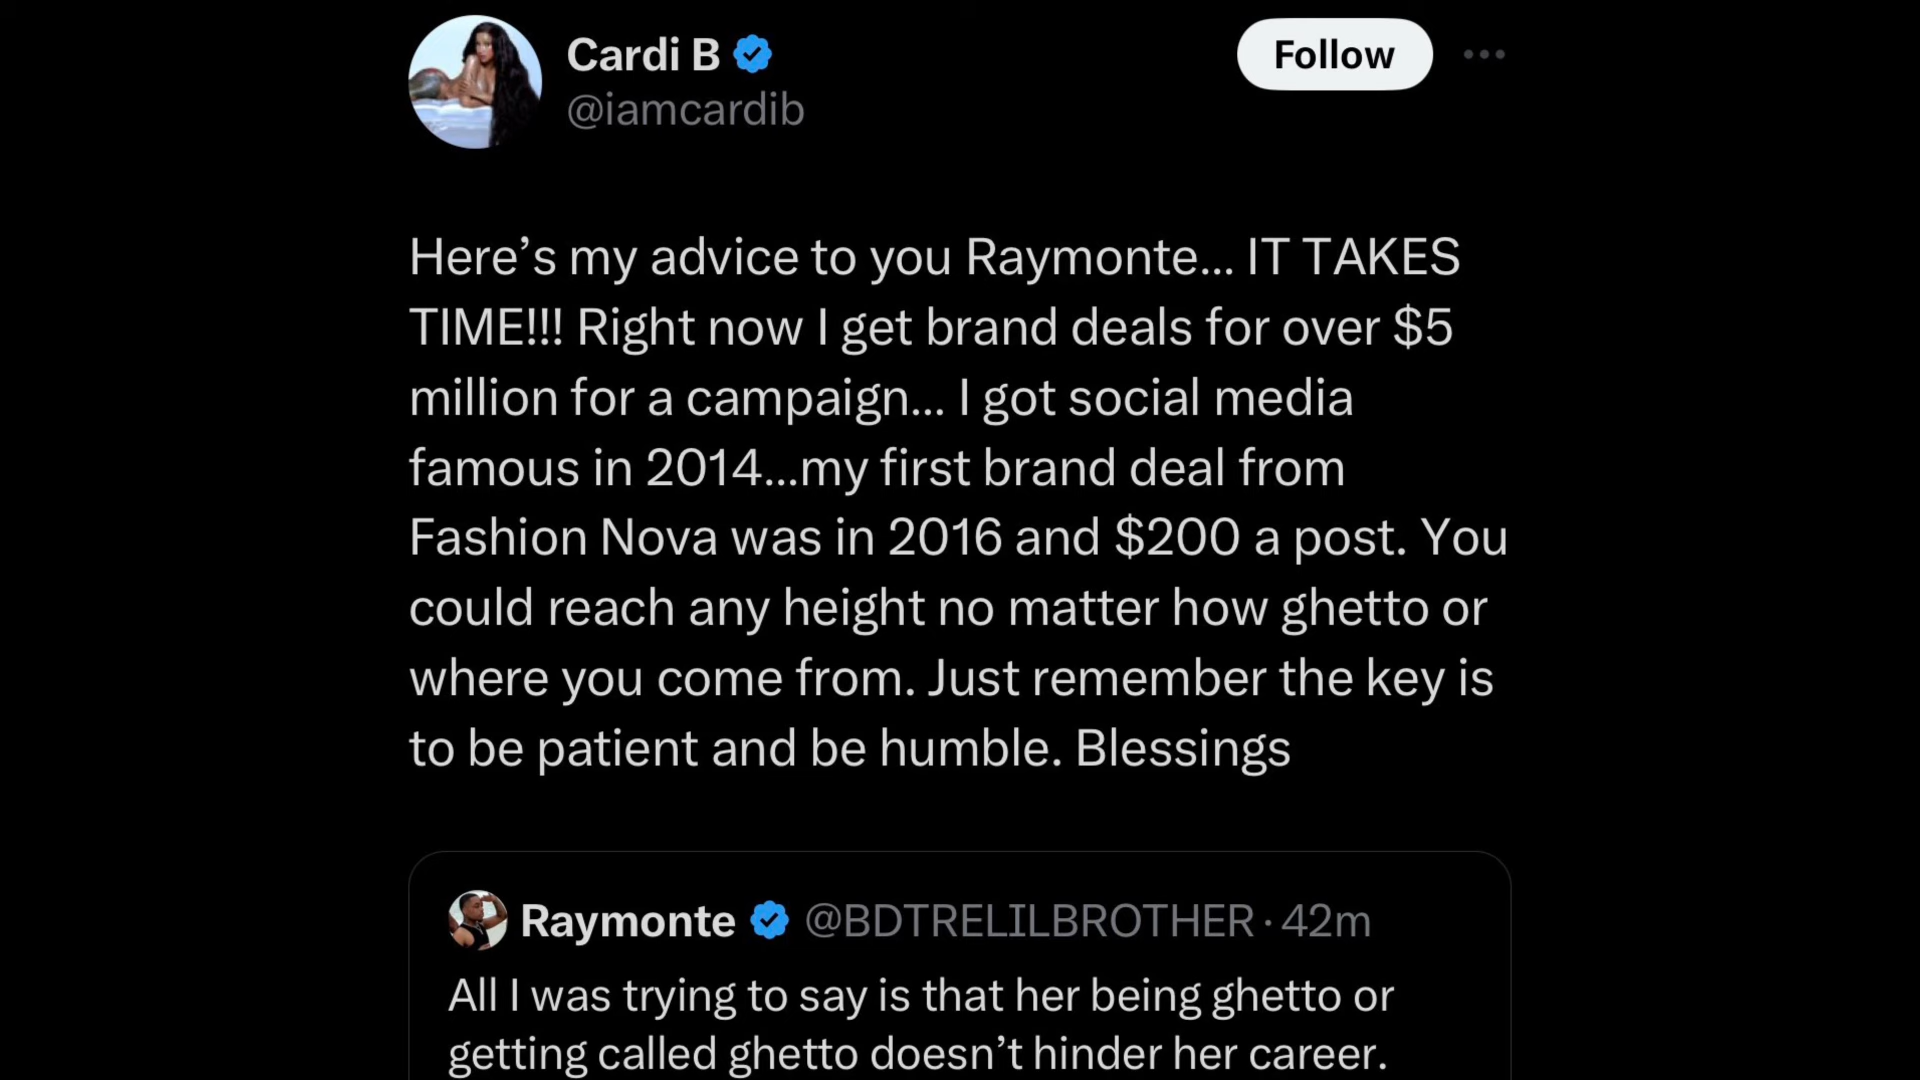 Cardi B
Follow
@iamcardib
Here’s my advice to you Raymonte... IT TAKES
TIME!!! Right now I get brand deals for over $5
million for a campaign... I got social media
famous in 2014...my first brand deal from
Fashion Nova was in 2016 and $200 a post. You
could reach any height no matter how ghetto or
where you come from. Just remember the key is
to be patient and be humble. Blessings
Raymonte @BDTRELILBROTHER · 42m
All I was trying to say is that her being ghetto or
getting called ghetto doesn’t hinder her career.